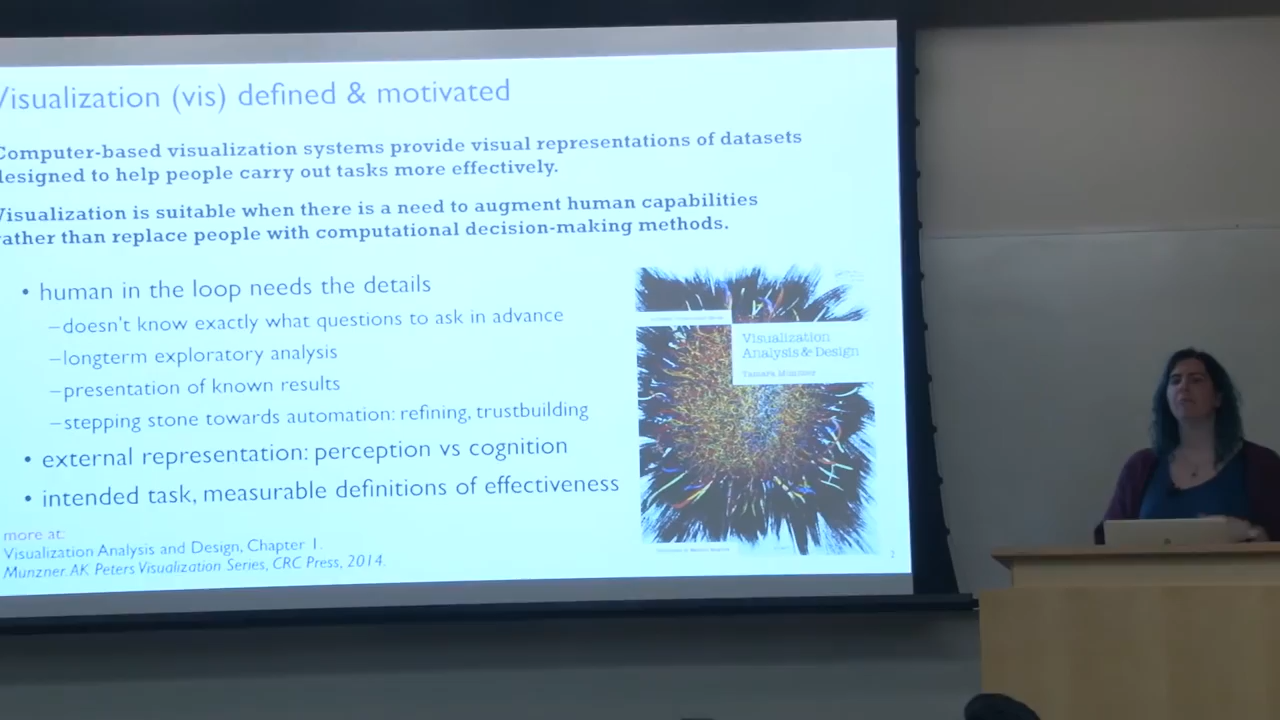 Visualization (vis) defined & motivated
Computer-based visualization systems provide visual representations of datasets
designed to help people carry out tasks more effectively.
Visualization is suitable when there is a need to augment human capabilities
rather than replace people with computational decision-making methods.
• human in the loop needs the details
–doesn't know exactly what questions to ask in advance
–longterm exploratory analysis
–presentation of known results
–stepping stone towards automation: refining, trustbuilding
• external representation: perception vs cognition
• intended task, measurable definitions of effectiveness
more at:
Visualization Analysis and Design, Chapter 1.
Munzner. AK Peters Visualization Series, CRC Press, 2014.
Visualization
Analysis & Design
Tamara Munzner
2